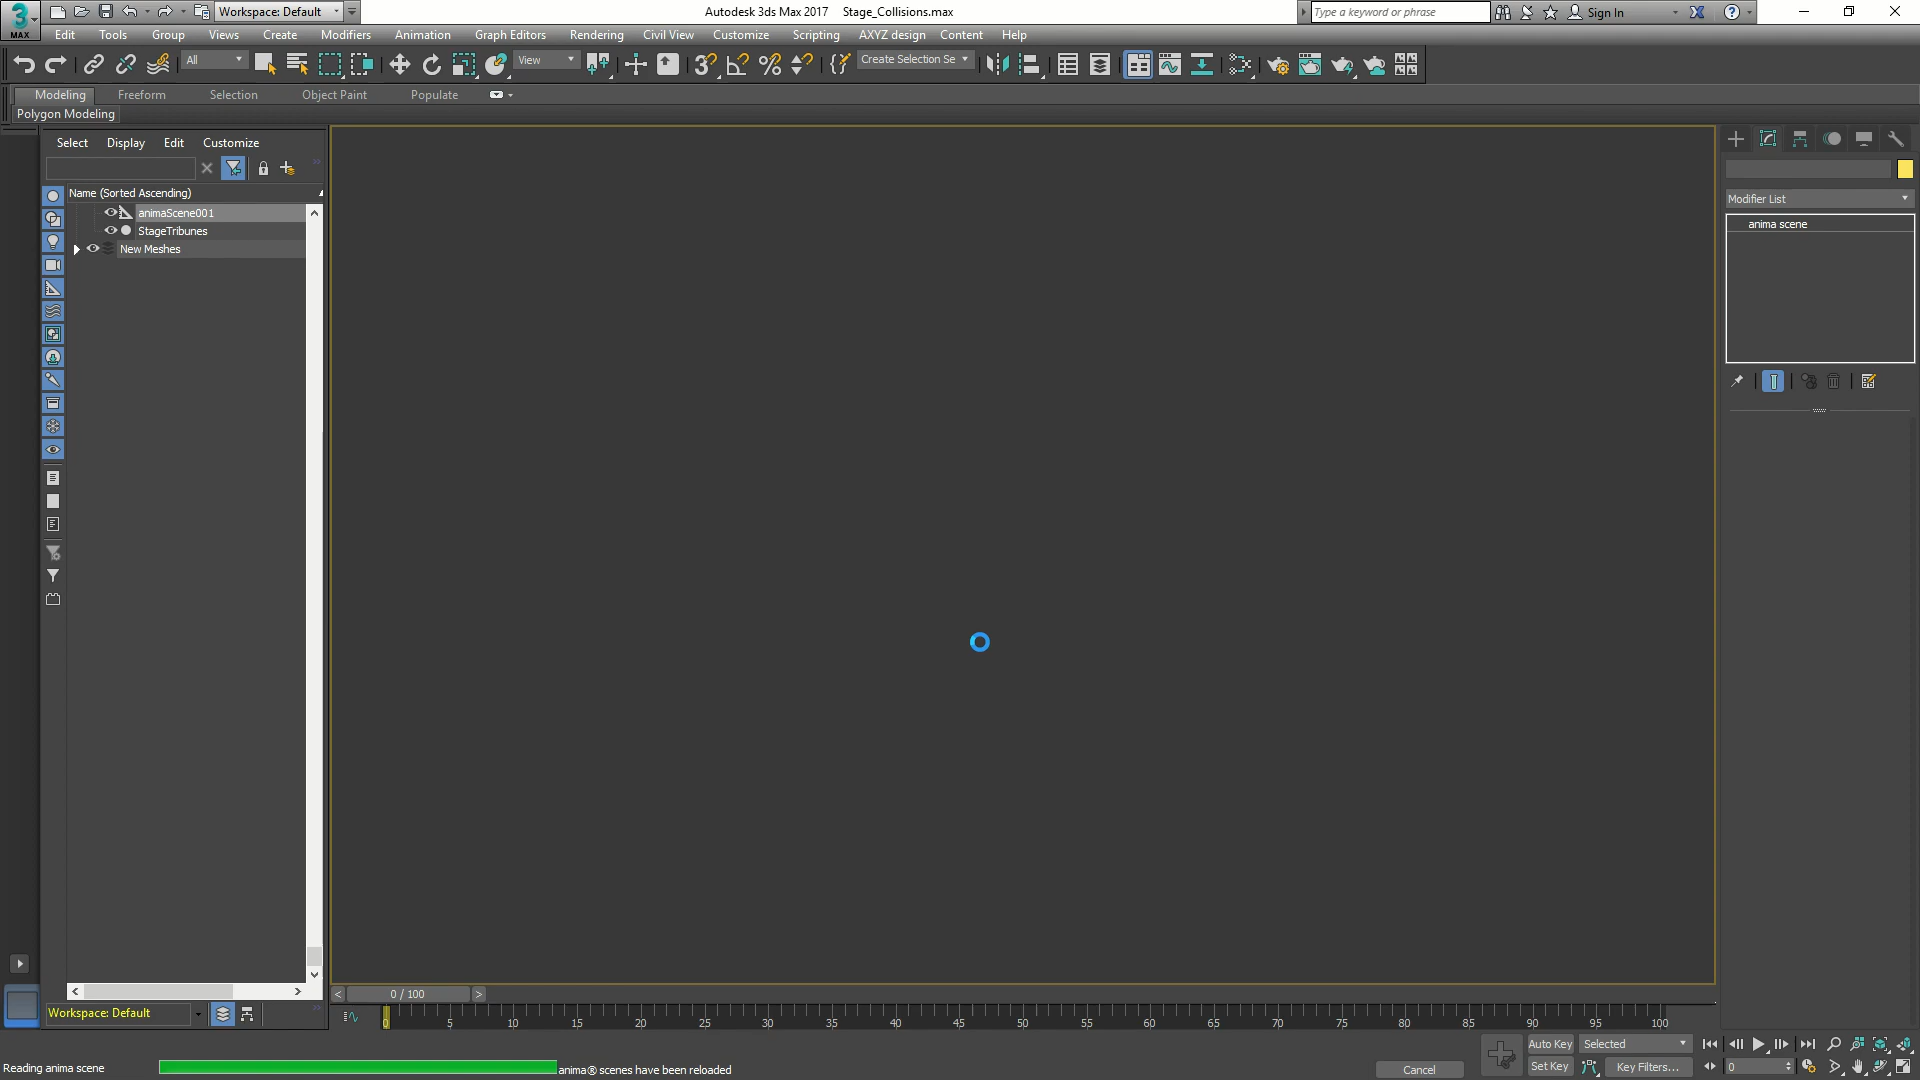 3
MAX
Workspace: Default
Autodesk 3ds Max 2017    Stage_Collisions.max
Type a keyword or phrase
Sign In
Edit  Tools  Group  Views  Create  Modifiers  Animation  Graph Editors  Rendering  Civil View  Customize  Scripting  AXYZ design  Content  Help
All
View
Create Selection Se
Modeling  Freeform  Selection  Object Paint  Populate
Polygon Modeling
Select  Display  Edit  Customize
Name (Sorted Ascending)
animaScene001
StageTribunes
New Meshes
Modifier List
anima scene
0 / 100
Workspace: Default
0 5 10 15 20 25 30 35 40 45 50 55 60 65 70 75 80 85 90 95 100
Auto Key  Selected
Set Key  Key Filters...  0
Reading anima scene  anima® scenes have been reloaded  Cancel